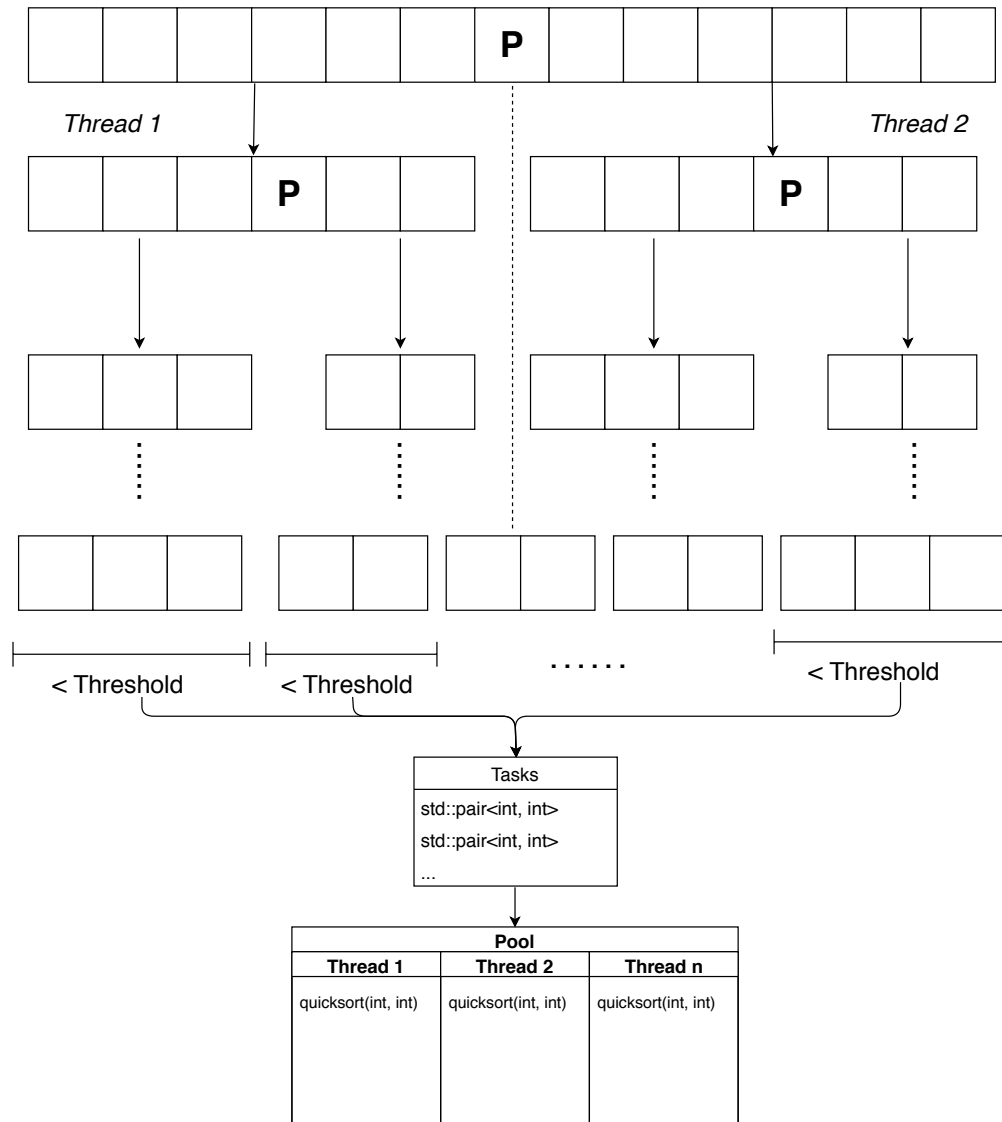 P
Thread 1
Thread 2
P
P
......
......
......
......
......
< Threshold
< Threshold
< Threshold
Tasks
std::pair<int, int>
std::pair<int, int>
...
Pool
Thread 1
Thread 2
Thread n
quicksort(int, int)
quicksort(int, int)
quicksort(int, int)